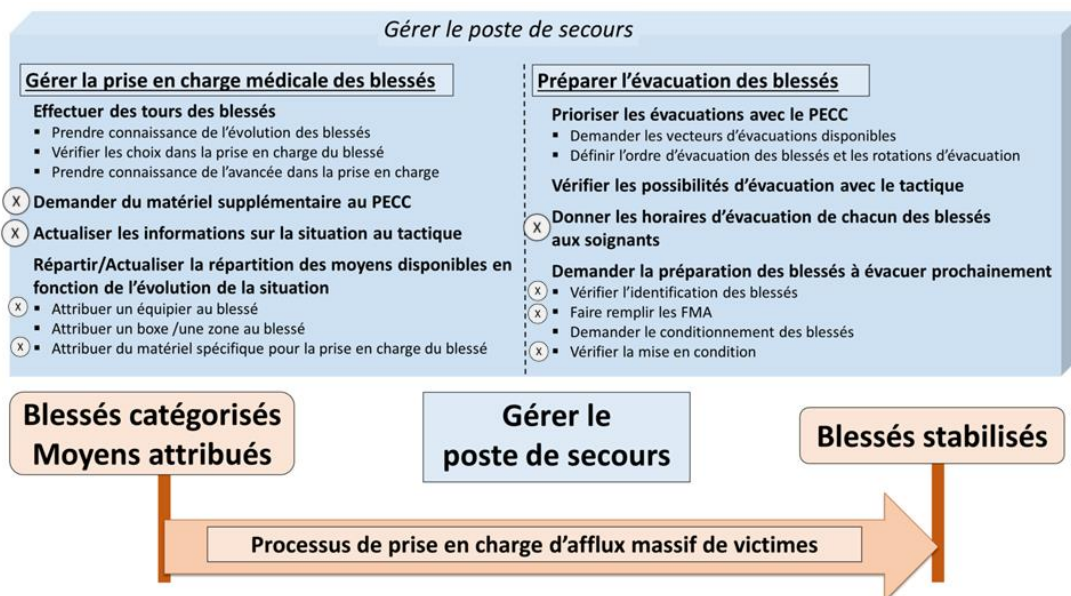 Gérer le poste de secours
Gérer la prise en charge médicale des blessés
Effectuer des tours des blessés
▪ Prendre connaissance de l'évolution des blessés
▪ Vérifier les choix dans la prise en charge du blessé
▪ Prendre connaissance de l'avancée dans la prise en charge
X Demander du matériel supplémentaire au PECC
X Actualiser les informations sur la situation au tactique
Répartir/Actualiser la répartition des moyens disponibles en
fonction de l'évolution de la situation
X ▪ Attribuer un équipier au blessé
▪ Attribuer un boxe /une zone au blessé
X ▪ Attribuer du matériel spécifique pour la prise en charge du blessé
Préparer l'évacuation des blessés
Prioriser les évacuations avec le PECC
▪ Demander les vecteurs d'évacuations disponibles
▪ Définir l'ordre d'évacuation des blessés et les rotations d'évacuation
Vérifier les possibilités d'évacuation avec le tactique
X Donner les horaires d'évacuation de chacun des blessés
aux soignants
Demander la préparation des blessés à évacuer prochainement
X ▪ Vérifier l'identification des blessés
X ▪ Faire remplir les FMA
▪ Demander le conditionnement des blessés
X ▪ Vérifier la mise en condition
Blessés catégorisés
Moyens attribués
Gérer le
poste de secours
Blessés stabilisés
Processus de prise en charge d'afflux massif de victimes